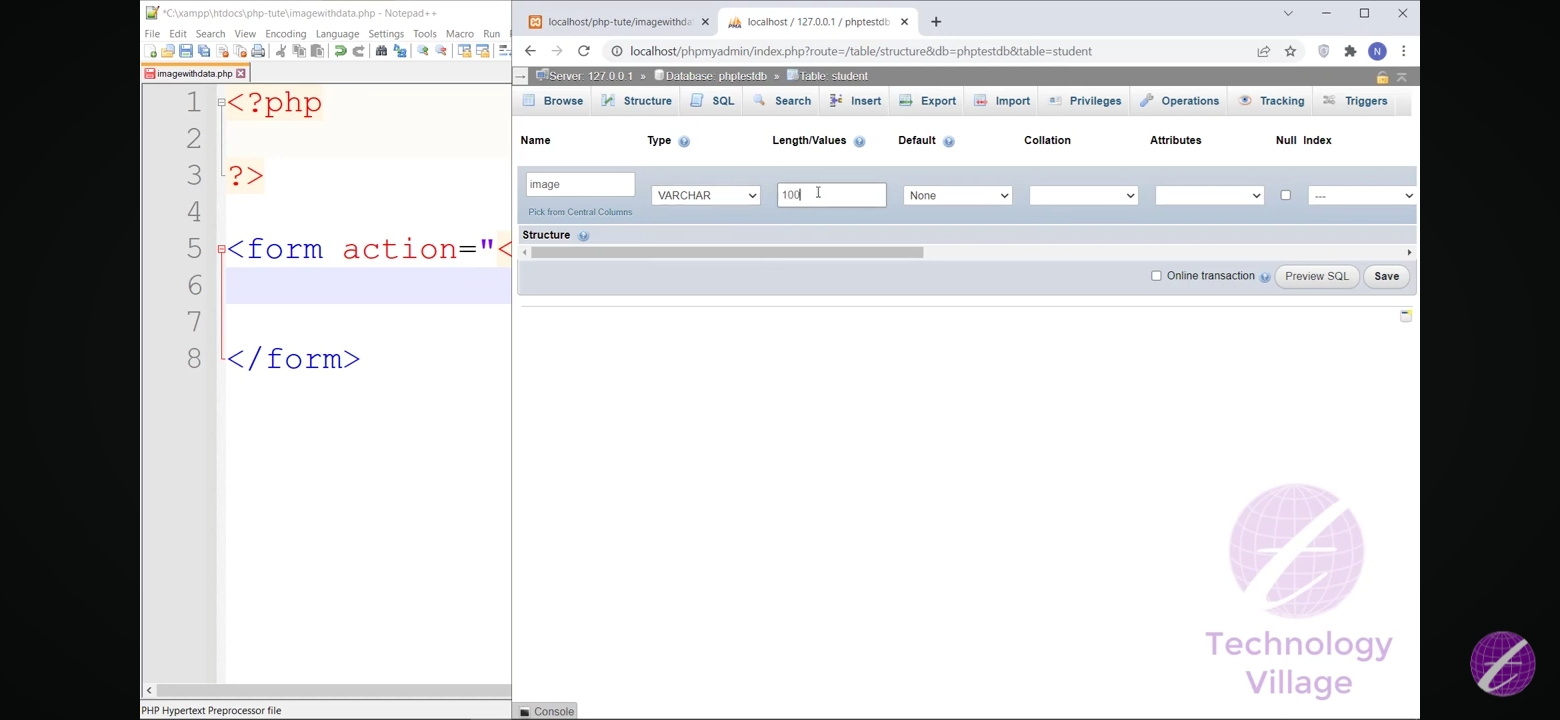 *C:\xampp\htdocs\php-tute\imagewithdata.php - Notepad++
File Edit Search View Encoding Language Settings Tools Macro Run
imagewithdata.php
1 <?php
2
3 ?>
4
5 <form action="<
6
7
8 </form>
PHP Hypertext Preprocessor file
localhost/php-tute/imagewithda
localhost / 127.0.0.1 / phptestdb
localhost/phpmyadmin/index.php?route=/table/structure&db=phptestdb&table=student
N
Server: 127.0.0.1 » Database: phptestdb » Table: student
Browse Structure SQL Search Insert Export Import Privileges Operations Tracking Triggers
Name Type Length/Values Default Collation Attributes Null Index
image VARCHAR 100 None ---
Pick from Central Columns
Structure
Online transaction Preview SQL Save
Technology
Village
Console